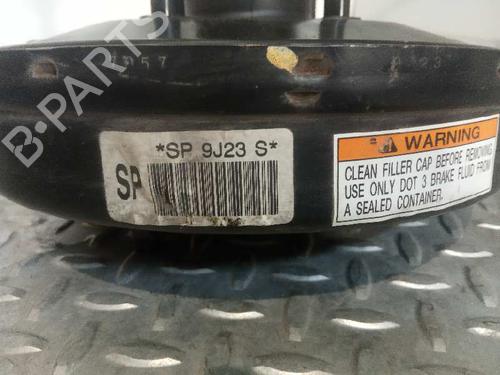 B-PARTS
*SP 9J23 S*
SP
WARNING
CLEAN FILLER CAP BEFORE REMOVING.
USE ONLY DOT 3 BRAKE FLUID FROM
A SEALED CONTAINER.